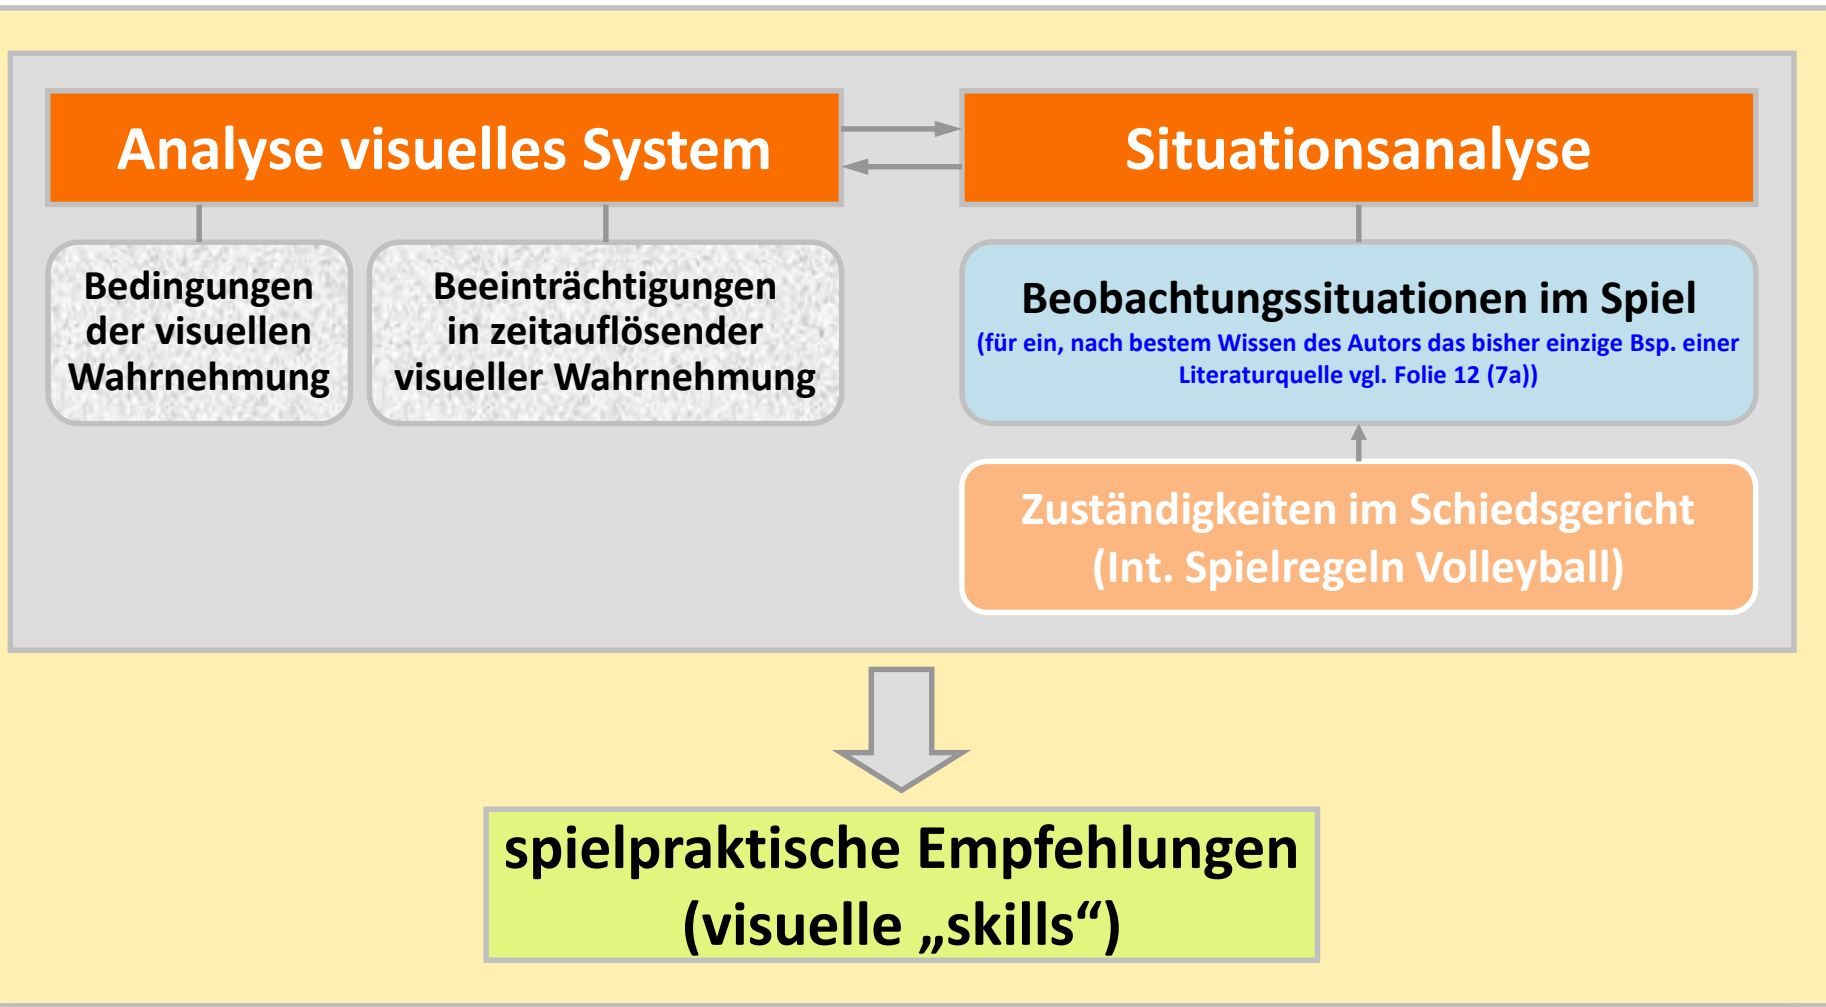 Analyse visuelles System
Situationsanalyse
Bedingungen
der visuellen
Wahrnehmung
Beeinträchtigungen
in zeitauflösender
visueller Wahrnehmung
Beobachtungssituationen im Spiel
(für ein, nach bestem Wissen des Autors das bisher einzige Bsp. einer
Literaturquelle vgl. Folie 12 (7a))
Zuständigkeiten im Schiedsgericht
(Int. Spielregeln Volleyball)
spielpraktische Empfehlungen
(visuelle „skills“)